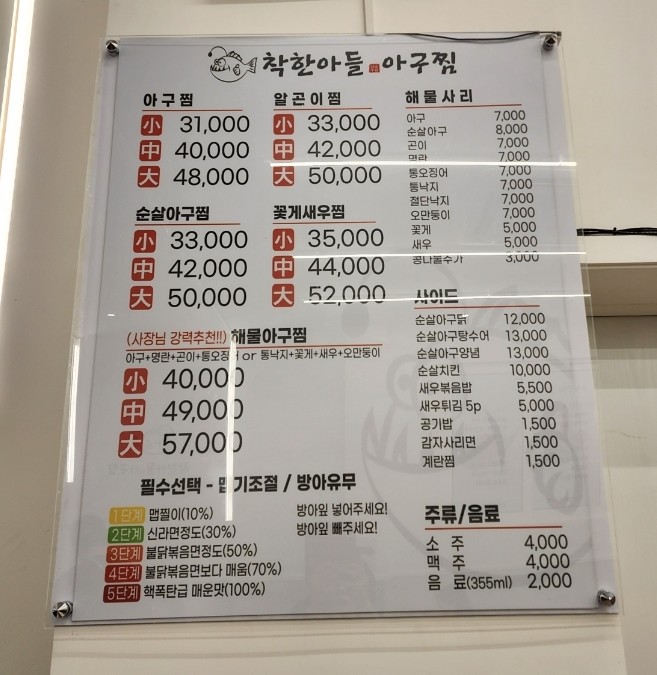 착한아들 아구찜
아구찜
小 31,000
中 40,000
大 48,000
알곤이찜
小 33,000
中 42,000
大 50,000
순살아구찜
小 33,000
中 42,000
大 50,000
꽃게새우찜
小 35,000
中 44,000
大 52,000
(사장님 강력추천!!) 해물아구찜
아구+명란+곤이+통오징어 or 통낙지+꽃게+새우+오만둥이
小 40,000
中 49,000
大 57,000
필수선택 - 맵기조절 / 방아유무
1단계 맵찔이(10%)
2단계 신라면정도(30%)
3단계 불닭볶음면정도(50%)
4단계 불닭볶음면보다 매움(70%)
5단계 핵폭탄급 매운맛(100%)
방아잎 넣어주세요!
방아잎 빼주세요!
해물사리
아구 7,000
순살아구 8,000
곤이 7,000
명란 7,000
통오징어 7,000
통낙지 7,000
절단낙지 7,000
오만둥이 7,000
꽃게 5,000
새우 5,000
콩나물추가 3,000
사이드
순살아구닭 12,000
순살아구탕수어 13,000
순살아구양념 13,000
순살치킨 10,000
새우볶음밥 5,500
새우튀김 5p 5,000
공기밥 1,500
감자사리면 1,500
계란찜 1,500
주류/음료
소 주 4,000
맥 주 4,000
음 료(355ml) 2,000